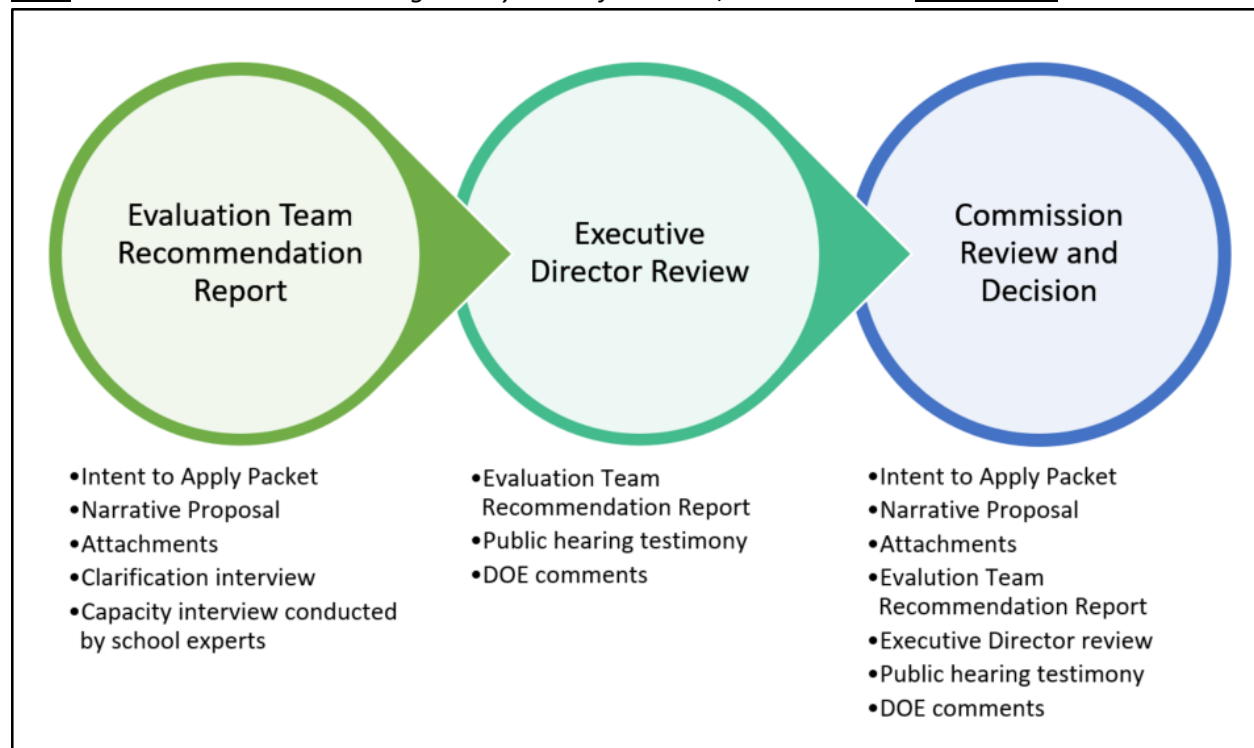 Evaluation Team
Recommendation
Report
Executive
Director Review
Commission
Review and
Decision
•Intent to Apply Packet
•Narrative Proposal
•Attachments
•Clarification interview
•Capacity interview conducted
by school experts
•Evaluation Team
Recommendation Report
•Public hearing testimony
•DOE comments
•Intent to Apply Packet
•Narrative Proposal
•Attachments
•Evalution Team
Recommendation Report
•Executive Director review
•Public hearing testimony
•DOE comments